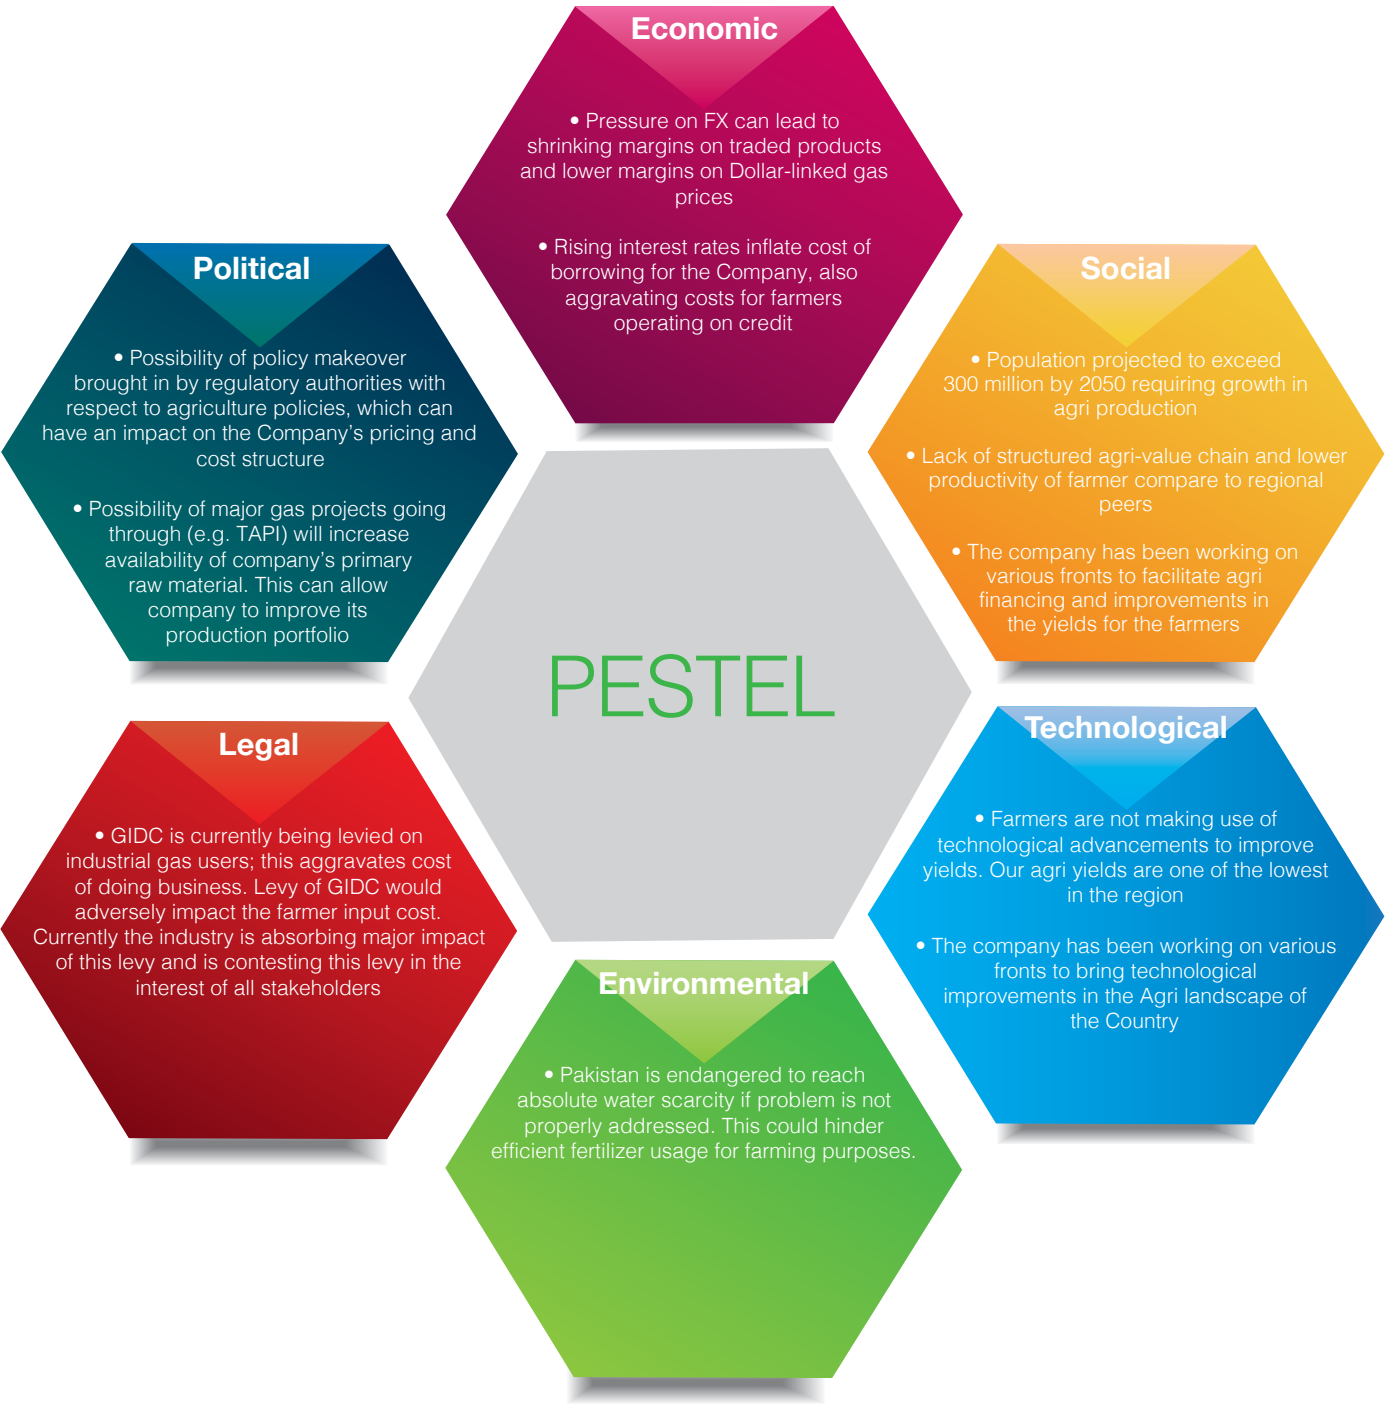 Economic
• Pressure on FX can lead to
shrinking margins on traded products
and lower margins on Dollar-linked gas
prices
• Rising interest rates inflate cost of
borrowing for the Company, also
aggravating costs for farmers
operating on credit
Political
• Possibility of policy makeover
brought in by regulatory authorities with
respect to agriculture policies, which can
have an impact on the Company's pricing and
cost structure
• Possibility of major gas projects going
through (e.g. TAPI) will increase
availability of company's primary
raw material. This can allow
company to improve its
production portfolio
Social
• Population projected to exceed
300 million by 2050 requiring growth in
agri production
• Lack of structured agri-value chain and lower
productivity of farmer compare to regional
peers
• The company has been working on
various fronts to facilitate agri
financing and improvements in
the yields for the farmers
PESTEL
Legal
• GIDC is currently being levied on
industrial gas users; this aggravates cost
of doing business. Levy of GIDC would
adversely impact the farmer input cost.
Currently the industry is absorbing major impact
of this levy and is contesting this levy in the
interest of all stakeholders
Technological
• Farmers are not making use of
technological advancements to improve
yields. Our agri yields are one of the lowest
in the region
• The company has been working on various
fronts to bring technological
improvements in the Agri landscape of
the Country
Environmental
• Pakistan is endangered to reach
absolute water scarcity if problem is not
properly addressed. This could hinder
efficient fertilizer usage for farming purposes.